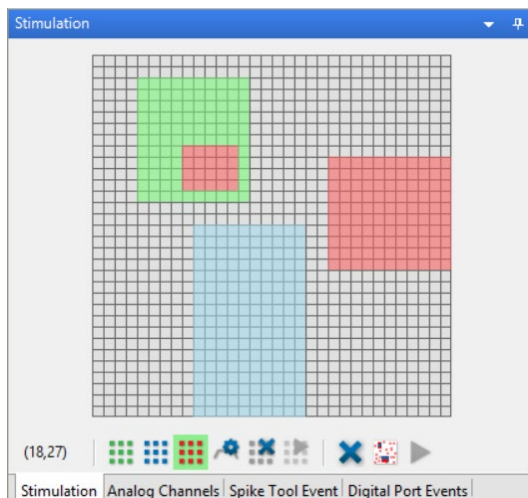 Stimulation
(18,27)
Stimulation Analog Channels Spike Tool Event Digital Port Events